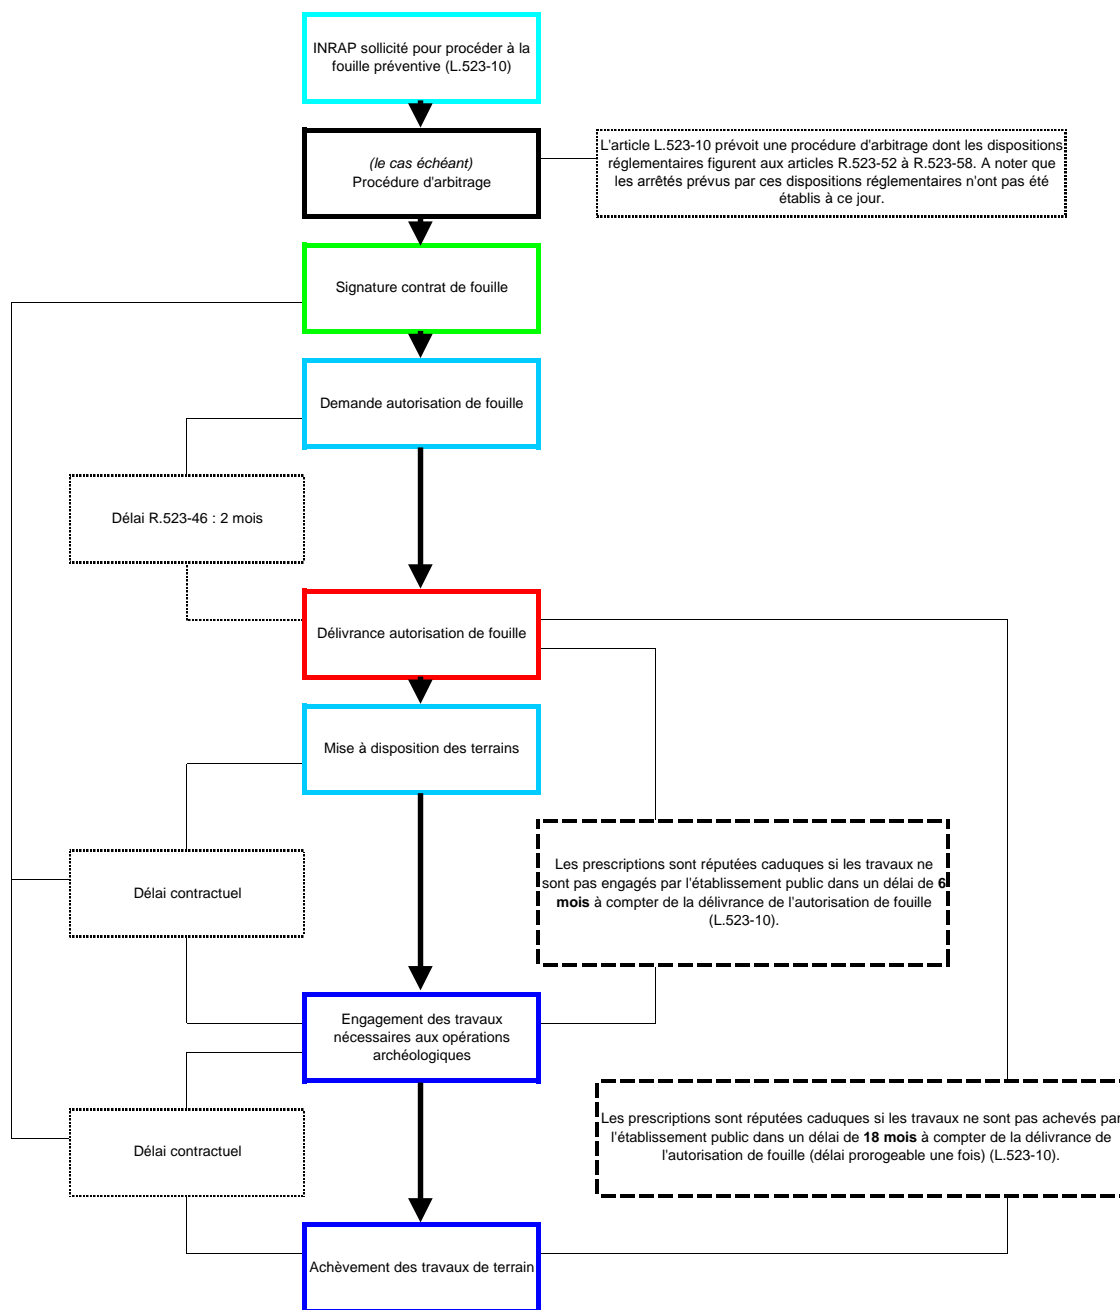 INRAP sollicité pour procéder à la
fouille préventive (L.523-10)
(le cas échéant)
Procédure d'arbitrage
L'article L.523-10 prévoit une procédure d'arbitrage dont les dispositions
réglementaires figurent aux articles R.523-52 à R.523-58. A noter que
les arrêtés prévus par ces dispositions réglementaires n'ont pas été
établis à ce jour.
Signature contrat de fouille
Demande autorisation de fouille
Délai R.523-46 : 2 mois
Délivrance autorisation de fouille
Mise à disposition des terrains
Les prescriptions sont réputées caduques si les travaux ne
sont pas engagés par l'établissement public dans un délai de 6
mois à compter de la délivrance de l'autorisation de fouille
(L.523-10).
Délai contractuel
Engagement des travaux
nécessaires aux opérations
archéologiques
Les prescriptions sont réputées caduques si les travaux ne sont pas achevés par
l'établissement public dans un délai de 18 mois à compter de la délivrance de
l'autorisation de fouille (délai prorogeable une fois) (L.523-10).
Délai contractuel
Achèvement des travaux de terrain